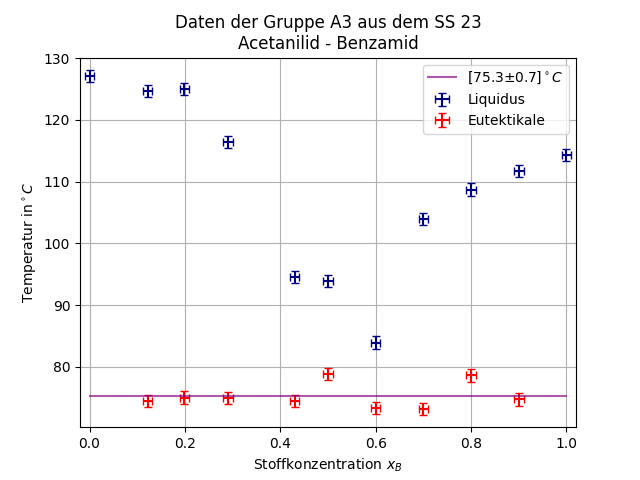 Daten der Gruppe A3 aus dem SS 23
Acetanilid - Benzamid
130
120
110
100
90
80
Temperatur in °C
[75.3±0.7]°C
Liquidus
Eutektikale
0.0 0.2 0.4 0.6 0.8 1.0
Stoffkonzentration x_B